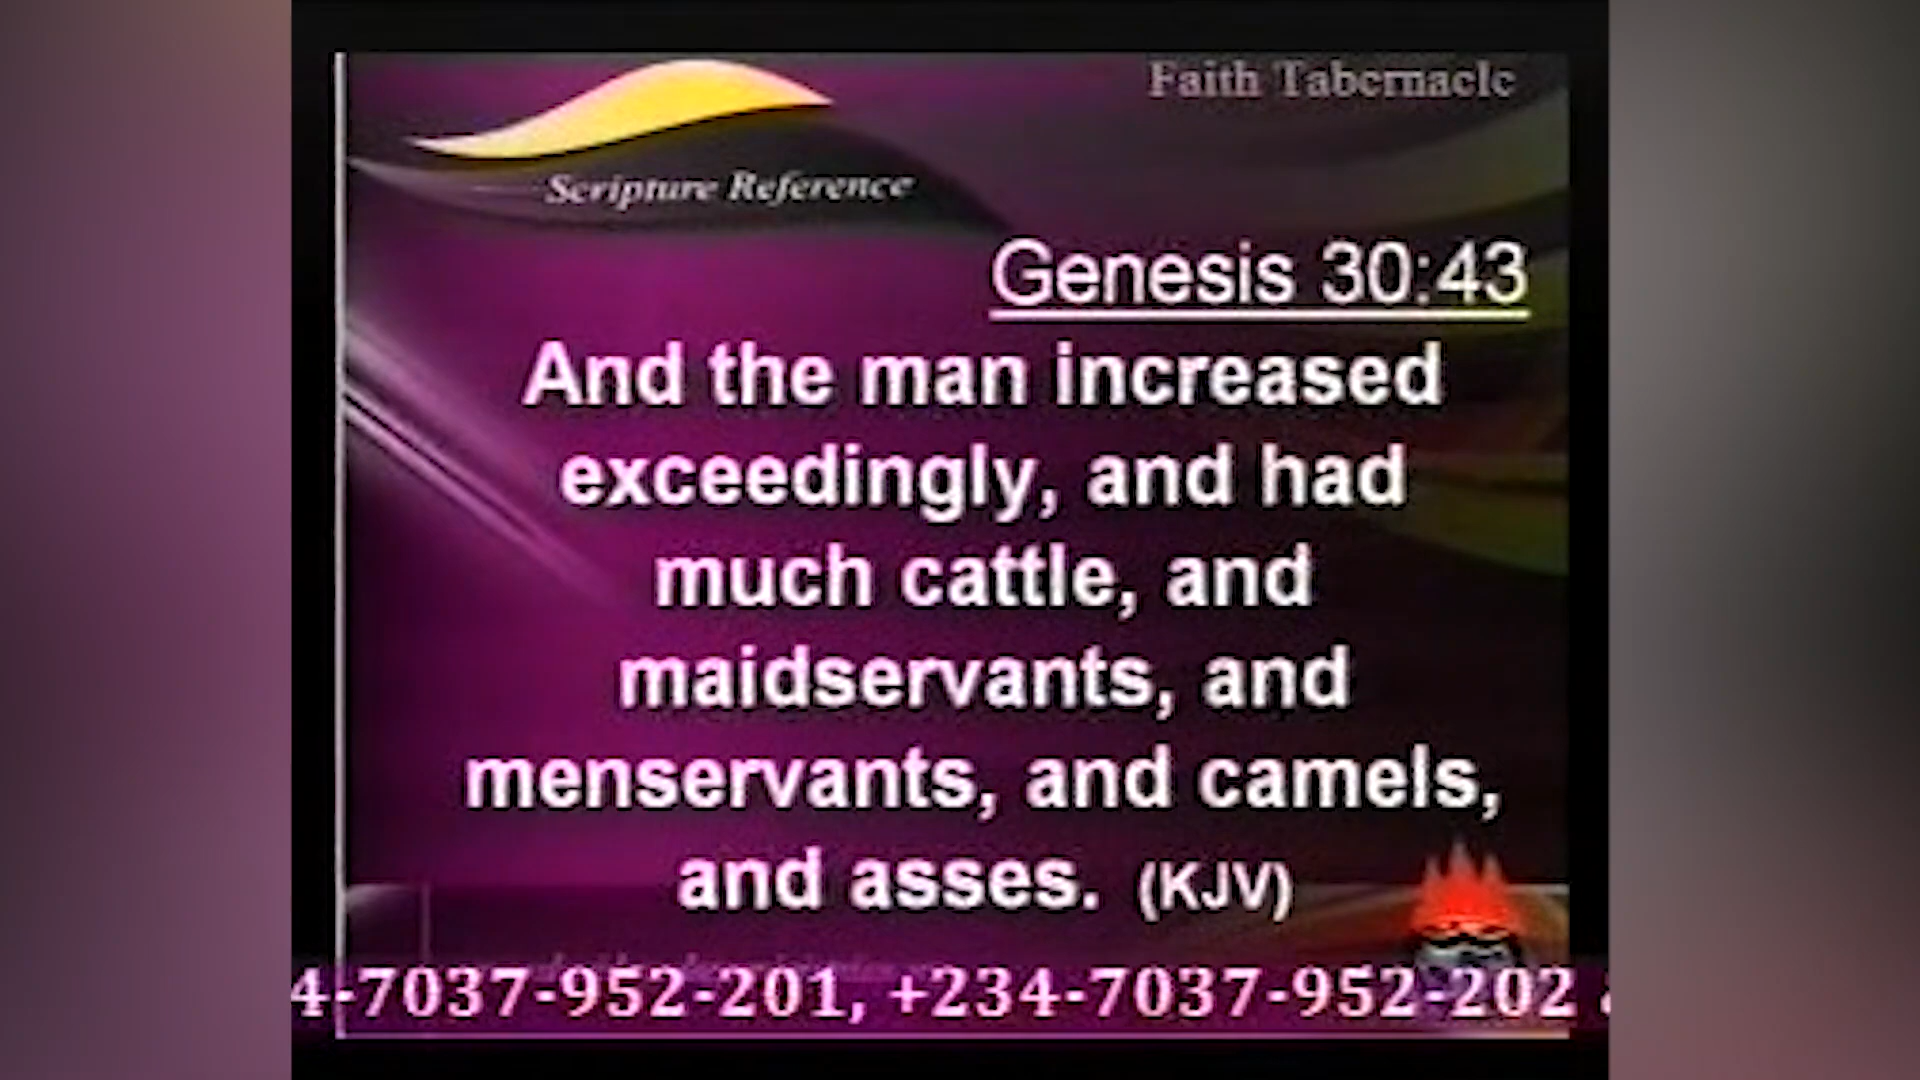 Faith Tabernacle
Scripture Reference
Genesis 30:43
And the man increased
exceedingly, and had
much cattle, and
maidservants, and
menservants, and camels,
and asses. (KJV)
4-7037-952-201, +234-7037-952-202